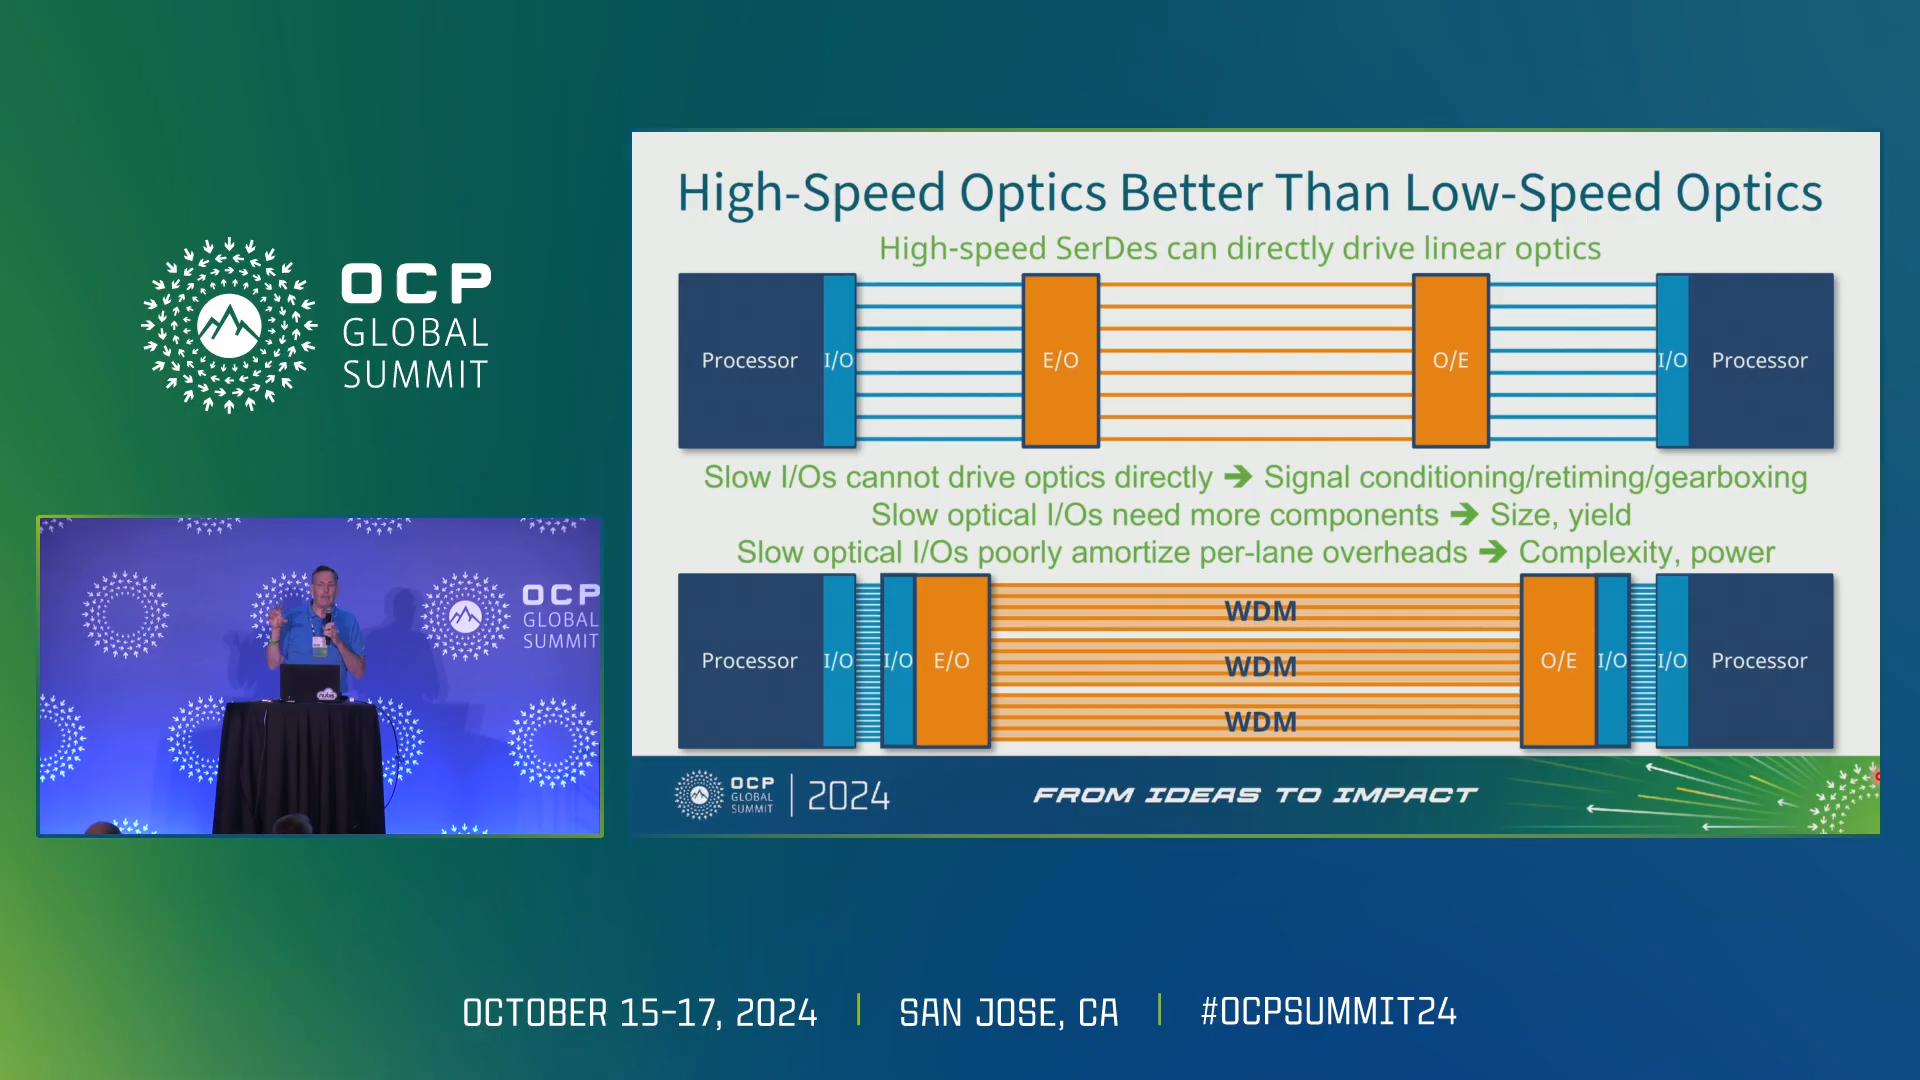 OCP
GLOBAL
SUMMIT
High-Speed Optics Better Than Low-Speed Optics
High-speed SerDes can directly drive linear optics
Processor I/O E/O O/E I/O Processor
Slow I/Os cannot drive optics directly ➔ Signal conditioning/retiming/gearboxing
Slow optical I/Os need more components ➔ Size, yield
Slow optical I/Os poorly amortize per-lane overheads ➔ Complexity, power
WDM
Processor I/O I/O E/O WDM O/E I/O I/O Processor
WDM
OCP
GLOBAL
SUMMIT
2024
FROM IDEAS TO IMPACT
OCP
GLOBAL
SUMMIT
nubis
OCTOBER 15-17, 2024 | SAN JOSE, CA | #OCPSUMMIT24